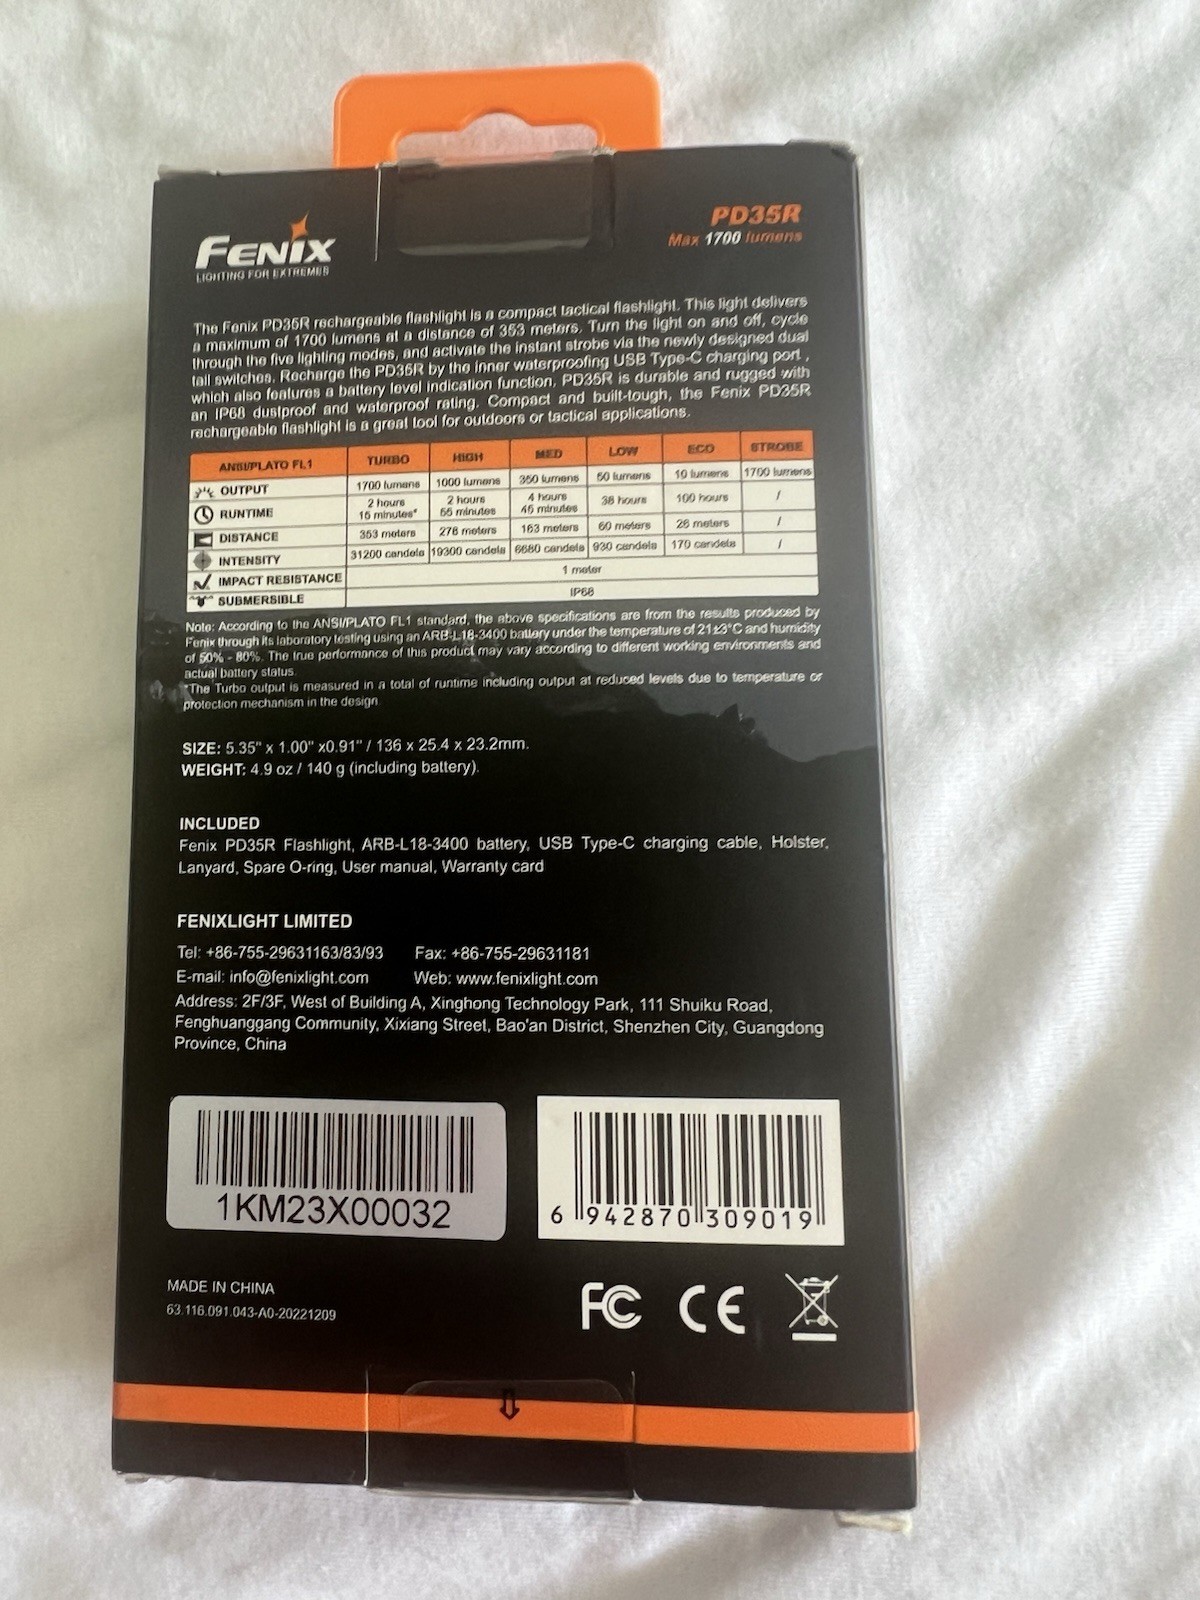 FENIX
LIGHTING FOR EXTREMES
PD35R
Max 1700 lumens
The Fenix PD35R rechargeable flashlight is a compact tactical flashlight. This light delivers
a maximum of 1700 lumens at a distance of 353 meters. Turn the light on and off, cycle
through the five lighting modes, and activate the instant strobe via the newly designed dual
tail switches. Recharge the PD35R by the inner waterproofing USB Type-C charging port ,
which also features a battery level indication function. PD35R is durable and rugged with
an IP68 dustproof and waterproof rating. Compact and built-tough, the Fenix PD35R
rechargeable flashlight is a great tool for outdoors or tactical applications.
ANSI/PLATO FL1 TURBO HIGH MED LOW ECO STROBE
OUTPUT 1700 lumens 1000 lumens 350 lumens 50 lumens 10 lumens 1700 lumens
RUNTIME 2 hours 15 minutes* 2 hours 55 minutes 4 hours 45 minutes 38 hours 100 hours /
DISTANCE 353 meters 278 meters 163 meters 60 meters 26 meters /
INTENSITY 31200 candela 19300 candela 6680 candela 930 candela 170 candela /
IMPACT RESISTANCE 1 meter
SUBMERSIBLE IP68
Note: According to the ANSI/PLATO FL1 standard, the above specifications are from the results produced by
Fenix through its laboratory testing using an ARB-L18-3400 battery under the temperature of 21±3°C and humidity
of 50% - 80%. The true performance of this product may vary according to different working environments and
actual battery status.
*The Turbo output is measured in a total of runtime including output at reduced levels due to temperature or
protection mechanism in the design.
SIZE: 5.35" x 1.00" x0.91" / 136 x 25.4 x 23.2mm.
WEIGHT: 4.9 oz / 140 g (including battery).
INCLUDED
Fenix PD35R Flashlight, ARB-L18-3400 battery, USB Type-C charging cable, Holster,
Lanyard, Spare O-ring, User manual, Warranty card
FENIXLIGHT LIMITED
Tel: +86-755-29631163/83/93 Fax: +86-755-29631181
E-mail: info@fenixlight.com Web: www.fenixlight.com
Address: 2F/3F, West of Building A, Xinghong Technology Park, 111 Shuiku Road,
Fenghuanggang Community, Xixiang Street, Bao'an District, Shenzhen City, Guangdong
Province, China
1KM23X00032
6 942870 309019
MADE IN CHINA
63.116.091.043-A0-20221209
FC CE